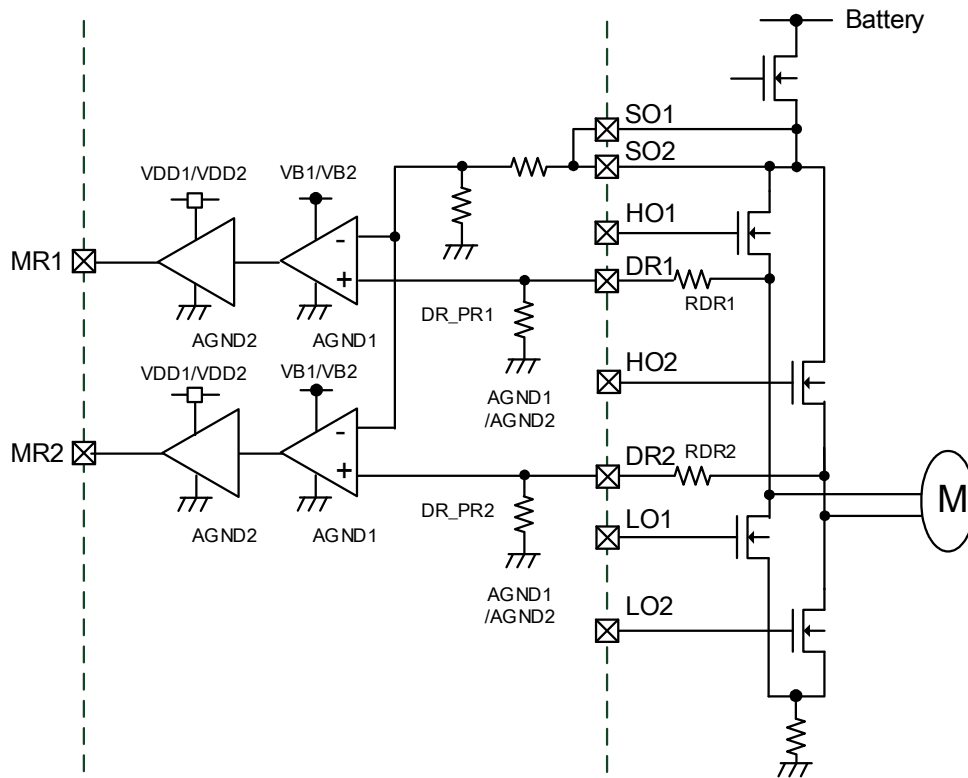 Battery
SO1
SO2
VDD1/VDD2
VB1/VB2
HO1
-
MR1
DR1
+
RDR1
DR_PR1
AGND2
AGND1
VDD1/VDD2
VB1/VB2
HO2
AGND1
/AGND2
-
MR2
DR2
RDR2
+
M
DR_PR2
AGND2
AGND1
LO1
AGND1
/AGND2
LO2